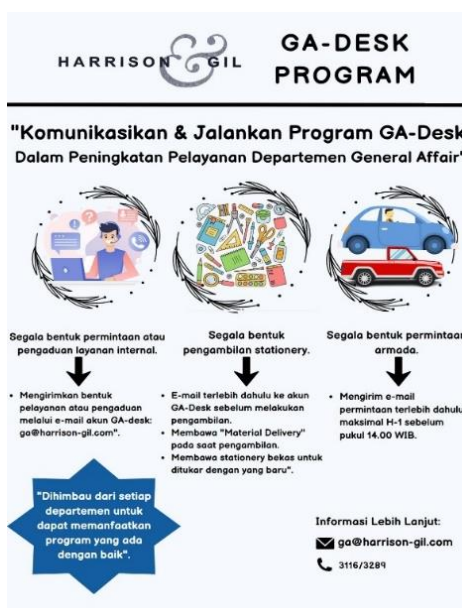 HARRISON & GIL
GA-DESK
PROGRAM
"Komunikasikan & Jalankan Program GA-Desk
Dalam Peningkatan Pelayanan Departemen General Affair"
Segala bentuk permintaan atau
pengaduan layanan internal.
• Mengirimkan bentuk
pelayanan atau pengaduan
melalui e-mail akun GA-desk:
ga@harrison-gil.com".
Segala bentuk
pengambilan stationery.
• E-mail terlebih dahulu ke akun
GA-Desk sebelum melakukan
pengambilan.
• Membawa "Material Delivery"
pada saat pengambilan.
• Membawa stationery bekas untuk
ditukar dengan yang baru".
Segala bentuk permintaan
armada.
• Mengirim e-mail
permintaan terlebih dahulu
maksimal H-1 sebelum
pukul 14.00 WIB.
"Dihimbau dari setiap
departemen untuk
dapat memanfaatkan
program yang ada
dengan baik".
Informasi Lebih Lanjut:
ga@harrison-gil.com
3116/3289